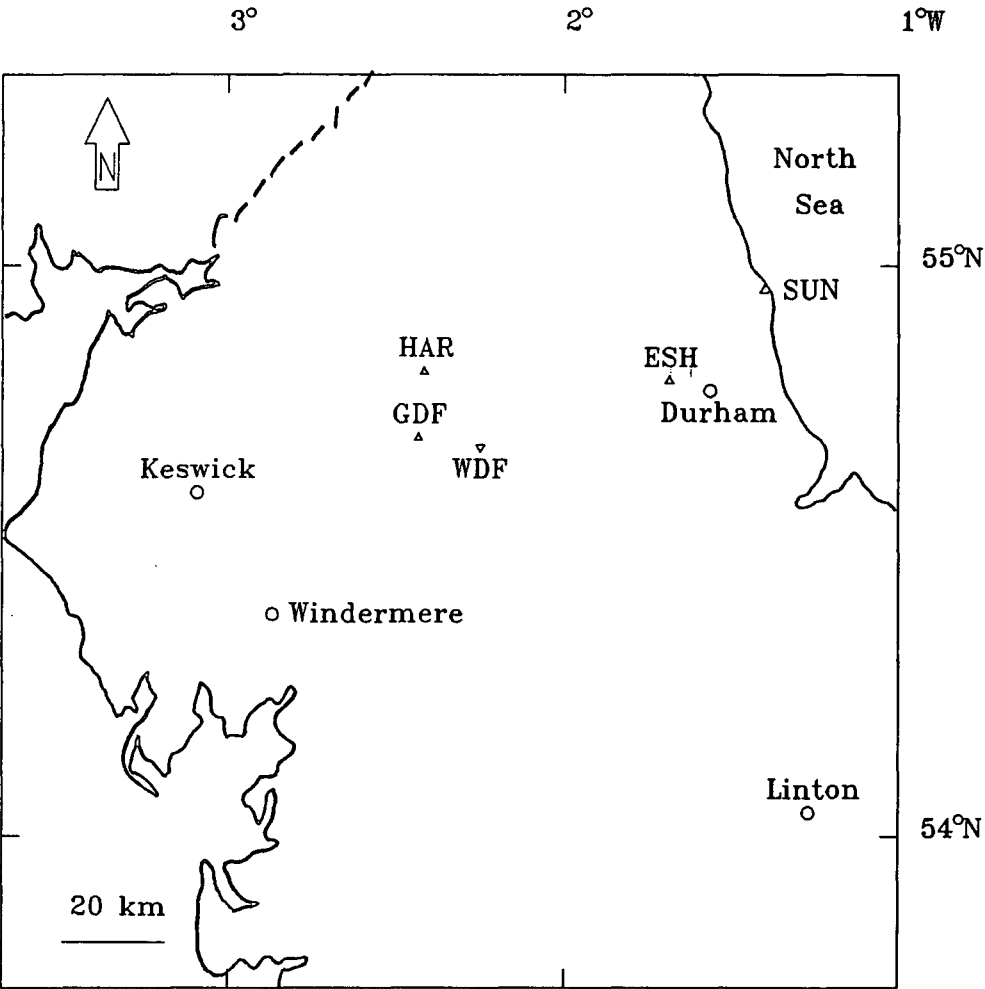 3° 2° 1°W
N
North
Sea
55°N
SUN
HAR
ESH
GDF
Durham
WDF
Keswick
Windermere
Linton
54°N
20 km